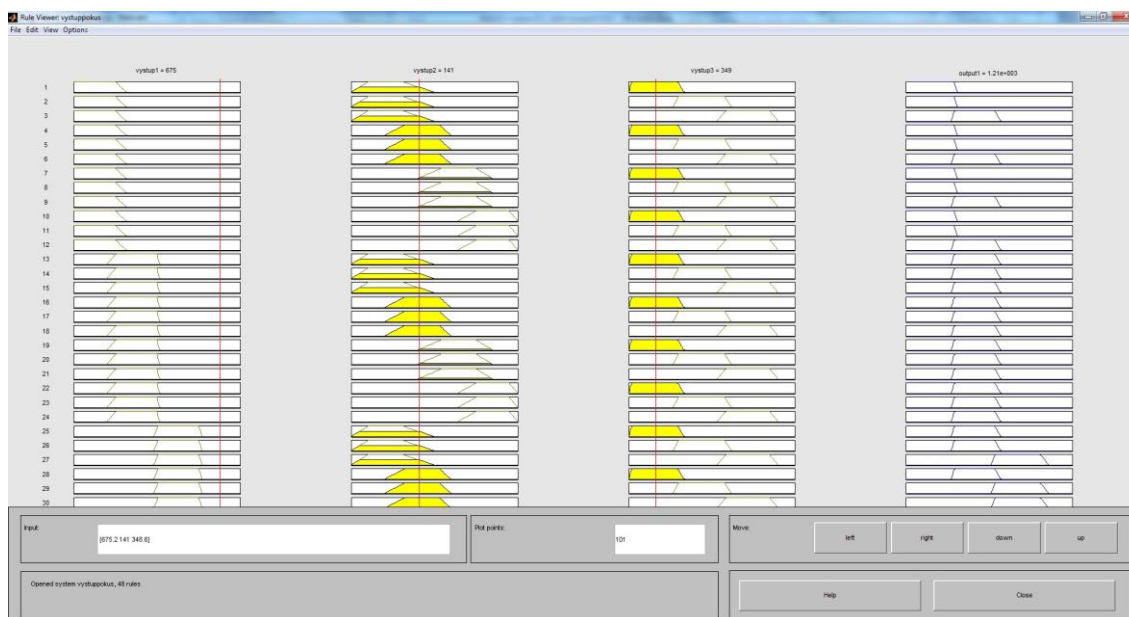 Rule Viewer: vystuppokus
File Edit View Options
vystup1 = 675
vystup2 = 141
vystup3 = 349
output1 = 1.21e+003
1
2
3
4
5
6
7
8
9
10
11
12
13
14
15
16
17
18
19
20
21
22
23
24
25
26
27
28
29
30
Input:
[675.2 141 348.6]
Plot points:
101
Move:
left
right
down
up
Opened system vystuppokus, 48 rules
Help
Close